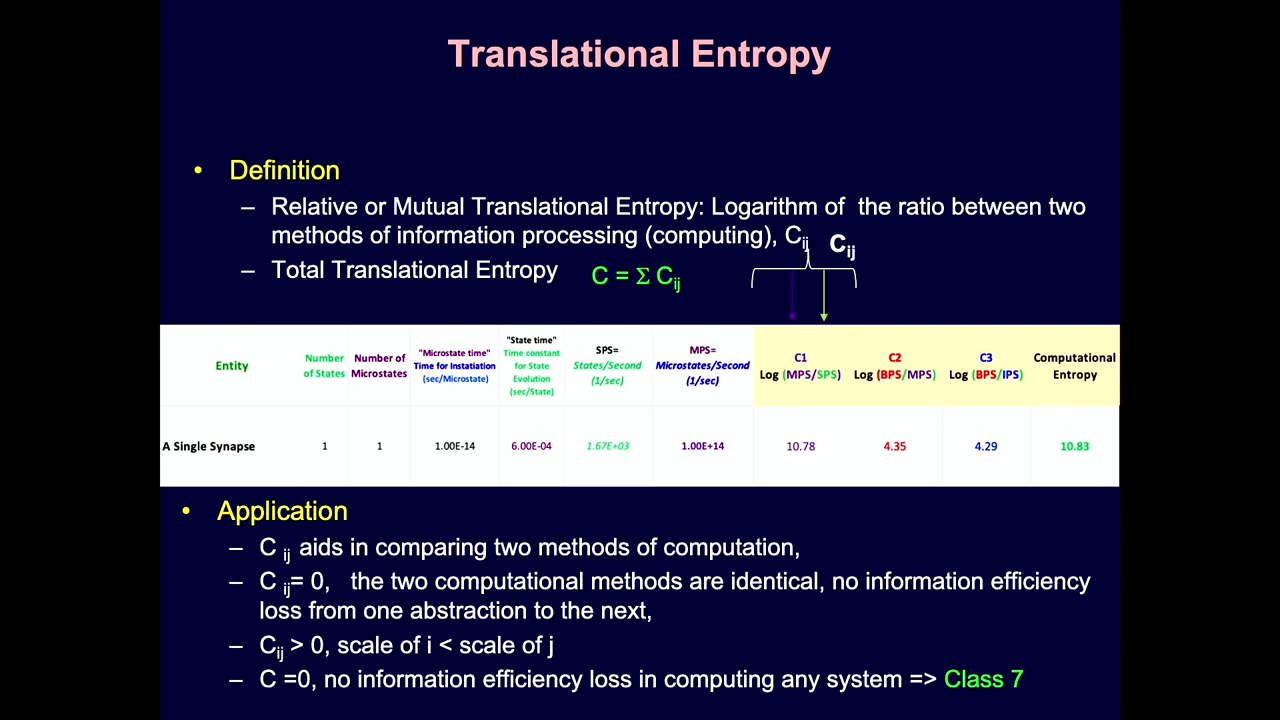 Translational Entropy
• Definition
– Relative or Mutual Translational Entropy: Logarithm of the ratio between two
methods of information processing (computing), Cij
Cij
– Total Translational Entropy C = Σ Cij
Entity
Number
of States
Number of
Microstates
"Microstate time"
Time for Instatiation
(sec/Microstate)
"State time"
Time constant
for State
Evolution
(sec/State)
SPS=
States/Second
(1/sec)
MPS=
Microstates/Second
(1/sec)
C1
Log (MPS/SPS)
C2
Log (BPS/MPS)
C3
Log (BPS/IPS)
Computational
Entropy
A Single Synapse 1 1 1.00E-14 6.00E-04 1.67E+03 1.00E+14 10.78 4.35 4.29 10.83
• Application
– C ij aids in comparing two methods of computation,
– C ij= 0, the two computational methods are identical, no information efficiency
loss from one abstraction to the next,
– Cij > 0, scale of i < scale of j
– C =0, no information efficiency loss in computing any system => Class 7